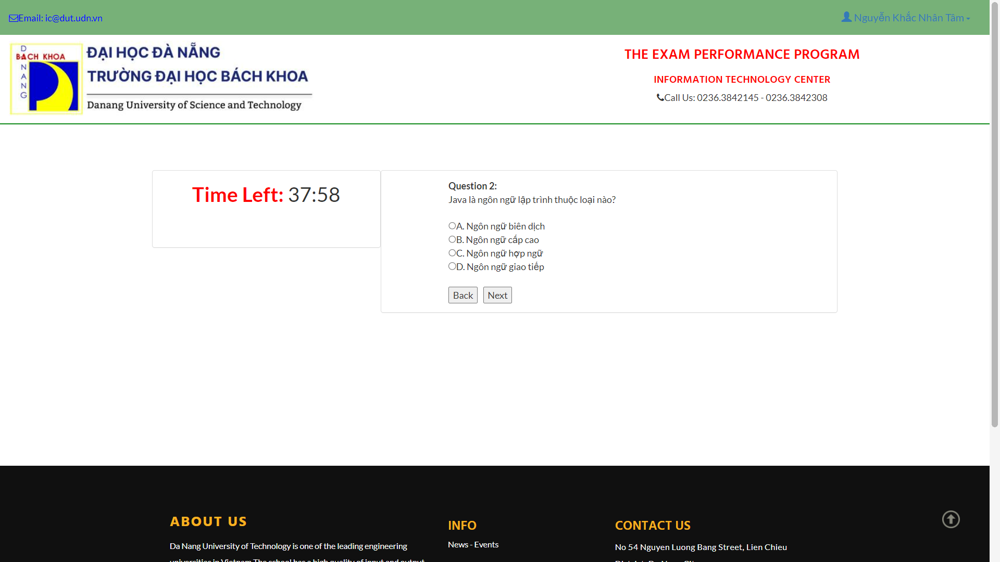 Email: ic@dut.udn.vn
Nguyễn Khắc Nhân Tâm
DANANG
BÁCH KHOA
ĐẠI HỌC ĐÀ NẴNG
TRƯỜNG ĐẠI HỌC BÁCH KHOA
Danang University of Science and Technology
THE EXAM PERFORMANCE PROGRAM
INFORMATION TECHNOLOGY CENTER
Call Us: 0236.3842145 - 0236.3842308
Time Left: 37:58
Question 2:
Java là ngôn ngữ lập trình thuộc loại nào?
A. Ngôn ngữ biên dịch
B. Ngôn ngữ cấp cao
C. Ngôn ngữ hợp ngữ
D. Ngôn ngữ giao tiếp
Back Next
ABOUT US
Da Nang University of Technology is one of the leading engineering
universities in Vietnam.The school has a high quality of input and output
INFO
News - Events
CONTACT US
No 54 Nguyen Luong Bang Street, Lien Chieu